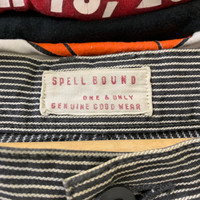 SPELL BOUND
ONE & ONLY
GENUINE GOOD WEAR